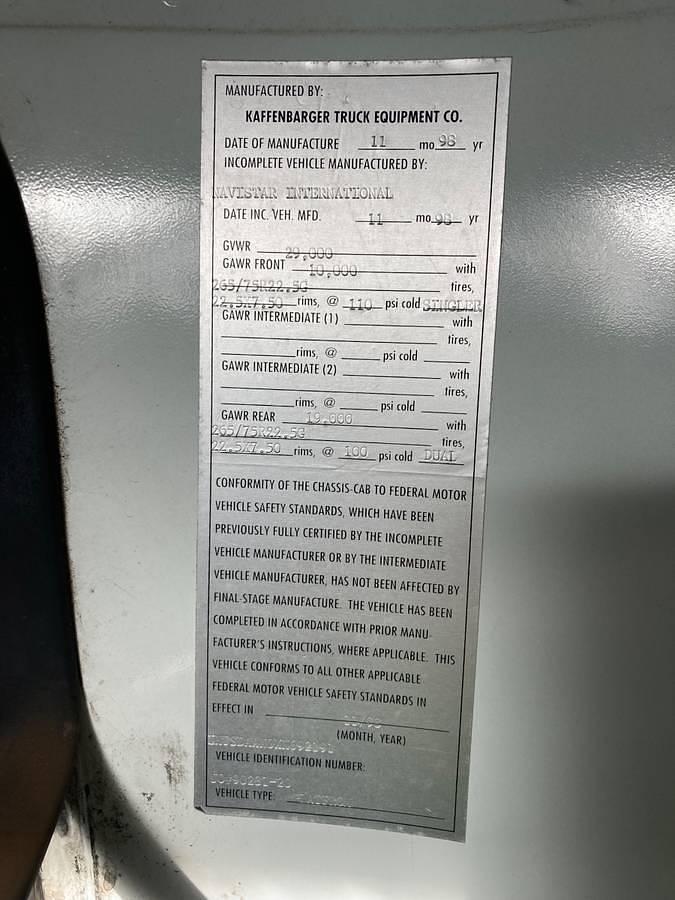 MANUFACTURED BY:
KAFFENBARGER TRUCK EQUIPMENT CO.
DATE OF MANUFACTURE 11 mo 98 yr
INCOMPLETE VEHICLE MANUFACTURED BY:
NAVISTAR INTERNATIONAL
DATE INC. VEH. MFD. 11 mo 98 yr
GVWR 29,000
GAWR FRONT 10,000 with
265/75R22.5G tires,
22.5X7.50 rims, @ 110 psi cold
GAWR INTERMEDIATE (1) with
tires,
rims, @ psi cold
GAWR INTERMEDIATE (2) with
tires,
rims, @ psi cold
GAWR REAR 19,000 with
265/75R22.5G tires,
22.5X7.50 rims, @ 100 psi cold DUAL
CONFORMITY OF THE CHASSIS-CAB TO FEDERAL MOTOR
VEHICLE SAFETY STANDARDS, WHICH HAVE BEEN
PREVIOUSLY FULLY CERTIFIED BY THE INCOMPLETE
VEHICLE MANUFACTURER OR BY THE INTERMEDIATE
VEHICLE MANUFACTURER, HAS NOT BEEN AFFECTED BY
FINAL-STAGE MANUFACTURE. THE VEHICLE HAS BEEN
COMPLETED IN ACCORDANCE WITH PRIOR MANU-
FACTURER'S INSTRUCTIONS, WHERE APPLICABLE. THIS
VEHICLE CONFORMS TO ALL OTHER APPLICABLE
FEDERAL MOTOR VEHICLE SAFETY STANDARDS IN
EFFECT IN
(MONTH, YEAR)
VEHICLE IDENTIFICATION NUMBER:
VEHICLE TYPE: